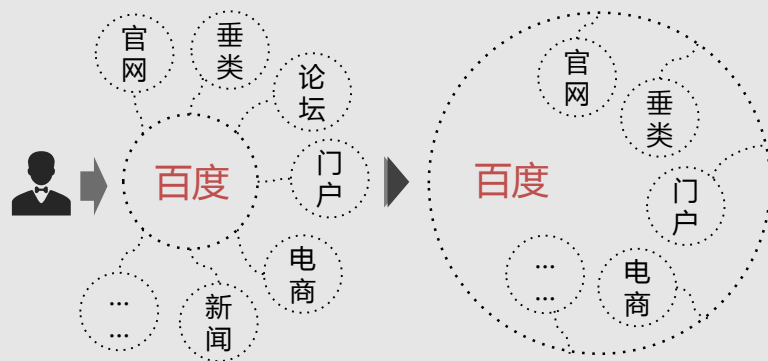 官
网
垂
类
论
坛
门
户
百度
电
商
新
闻
...
...
百度
官
网
垂
类
门
户
电
商
...
...